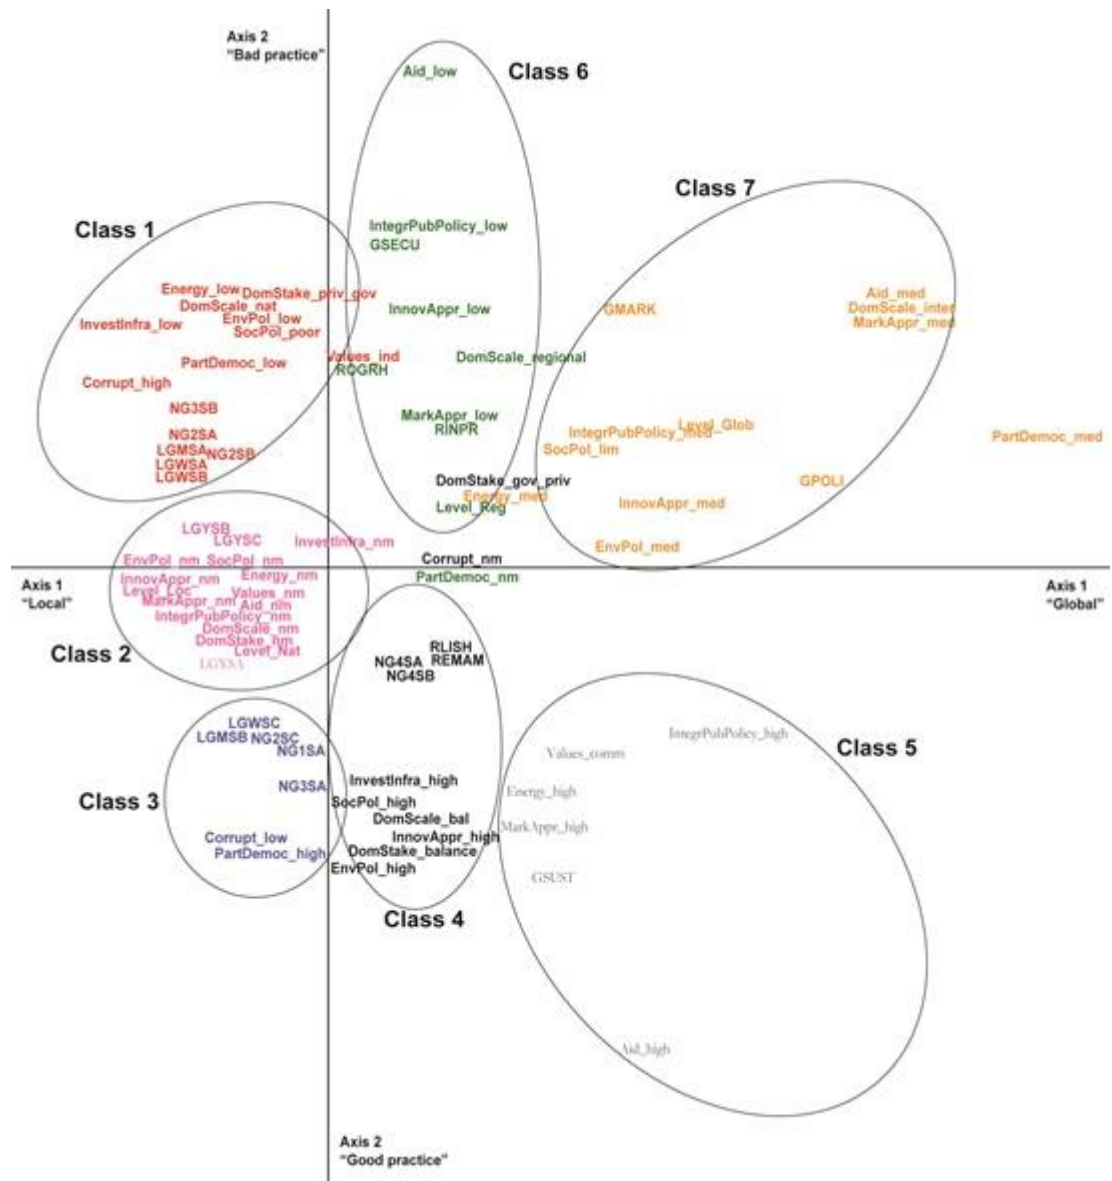 Axis 2
“Bad practice”
Class 6
Aid_low
Class 7
Class 1
IntegrPubPolicy_low
GSECU
Energy_low
DomStake_priv_gov
DomScale_nat
InvestInfra_low
EnvPol_low
SocPol_poor
InnovAppr_low
GMARK
Aid_med
DomScale_inter
MarkAppr_med
PartDemoc_low
Values_ind
ROGRH
DomScale_regional
Corrupt_high
NG3SB
MarkAppr_low
RINPR
NG2SA
LGMSA
NG2SB
LGWSA
LGWSB
IntegrPubPolicy_med
Level_Glob
SocPol_lim
PartDemoc_med
DomStake_gov_priv
Energy_med
Level_Reg
GPOLI
InnovAppr_med
LGYSB
LGYSC
InvestInfra_nm
EnvPol_med
EnvPol_nm
SocPol_nm
Corrupt_nm
Axis 1
“Local”
InnovAppr_nm
Energy_nm
PartDemoc_nm
Axis 1
“Global”
Level_Loc
Values_nm
MarkAppr_nm
Aid_nm
IntegrPubPolicy_nm
DomScale_nm
DomStake_nm
Level_Nat
Class 2
LGYSA
RLISH
NG4SA
REMAM
NG4SB
LGWSC
LGMSB
NG2SC
NG1SA
IntegrPubPolicy_high
Values_comm
Class 5
NG3SA
InvestInfra_high
Energy_high
Class 3
SocPol_high
DomScale_bal
MarkAppr_high
Corrupt_low
InnovAppr_high
PartDemoc_high
DomStake_balance
EnvPol_high
GSUST
Class 4
Aid_high
Axis 2
“Good practice”